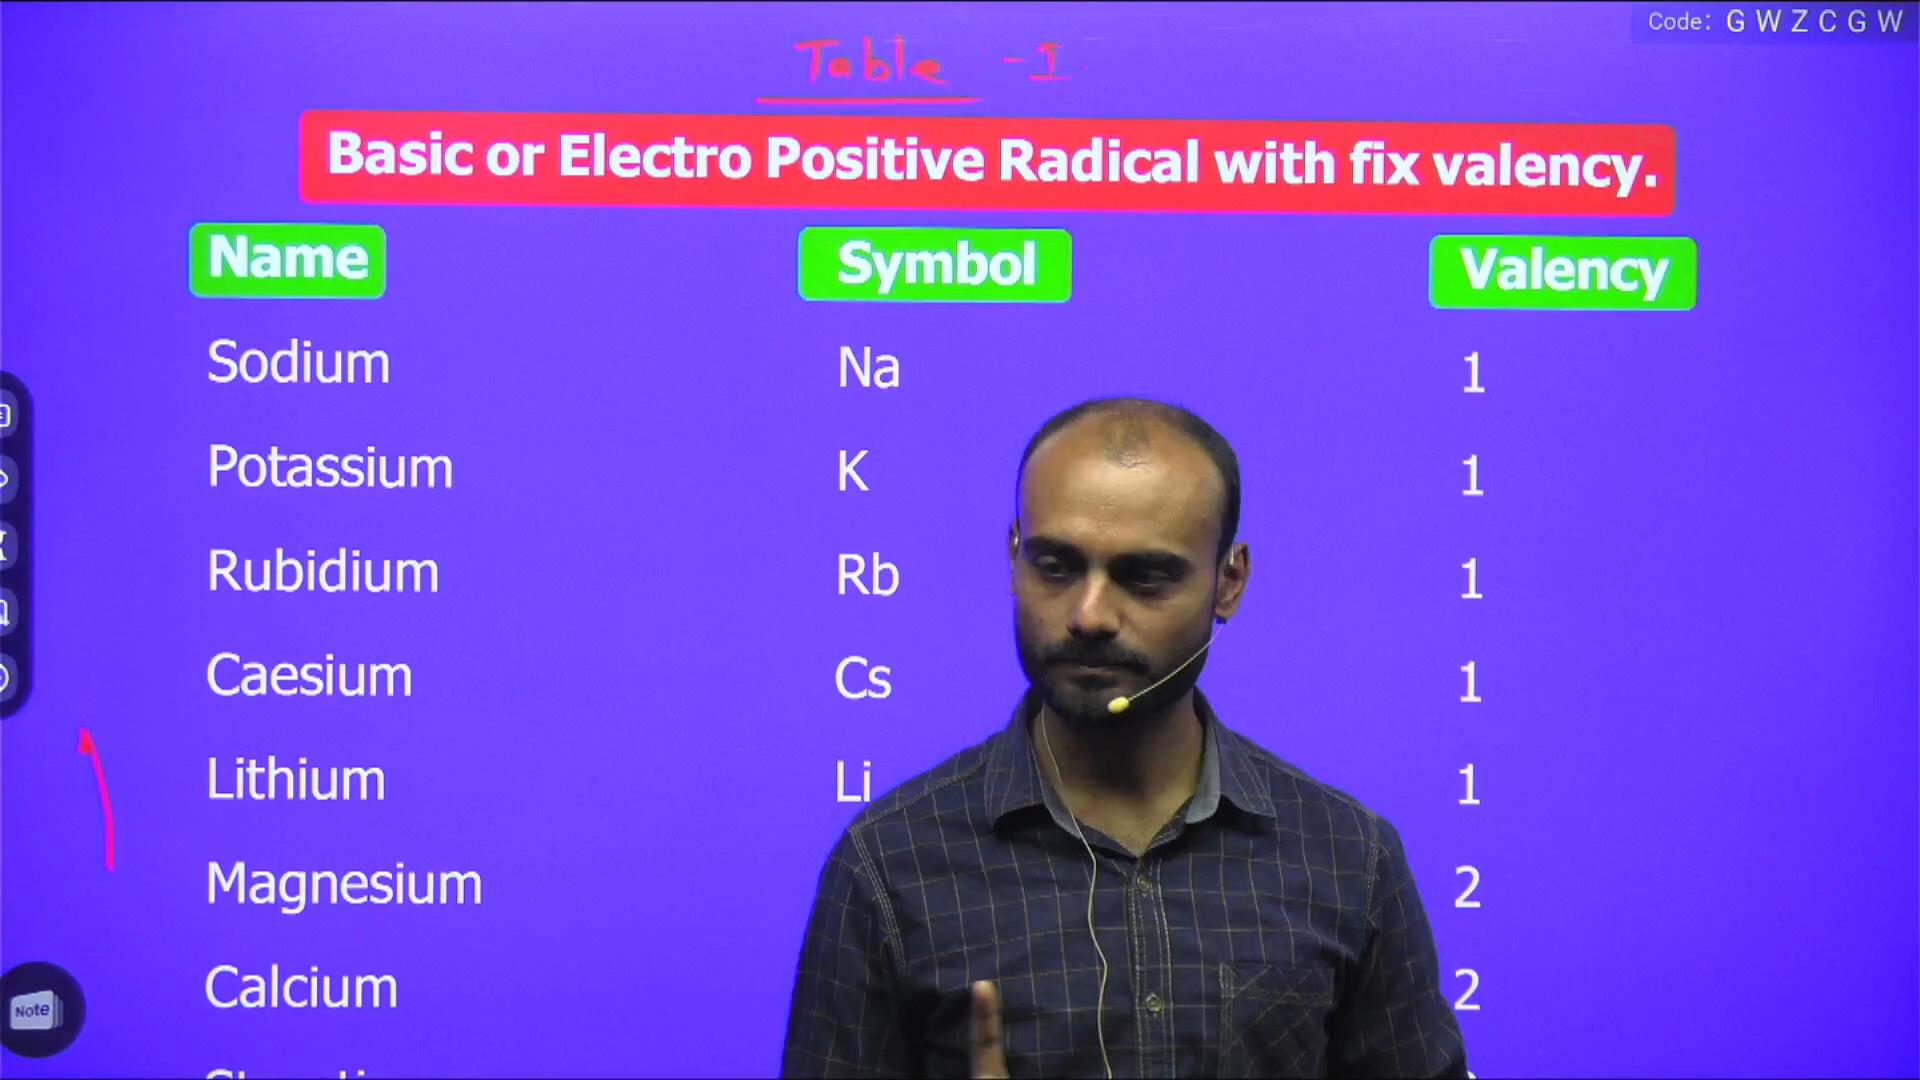 Code: G W Z C G W
Table -I
Basic or Electro Positive Radical with fix valency.
Name Symbol Valency
Sodium Na 1
Potassium K 1
Rubidium Rb 1
Caesium Cs 1
Lithium Li 1
Magnesium 2
Calcium 2
Note